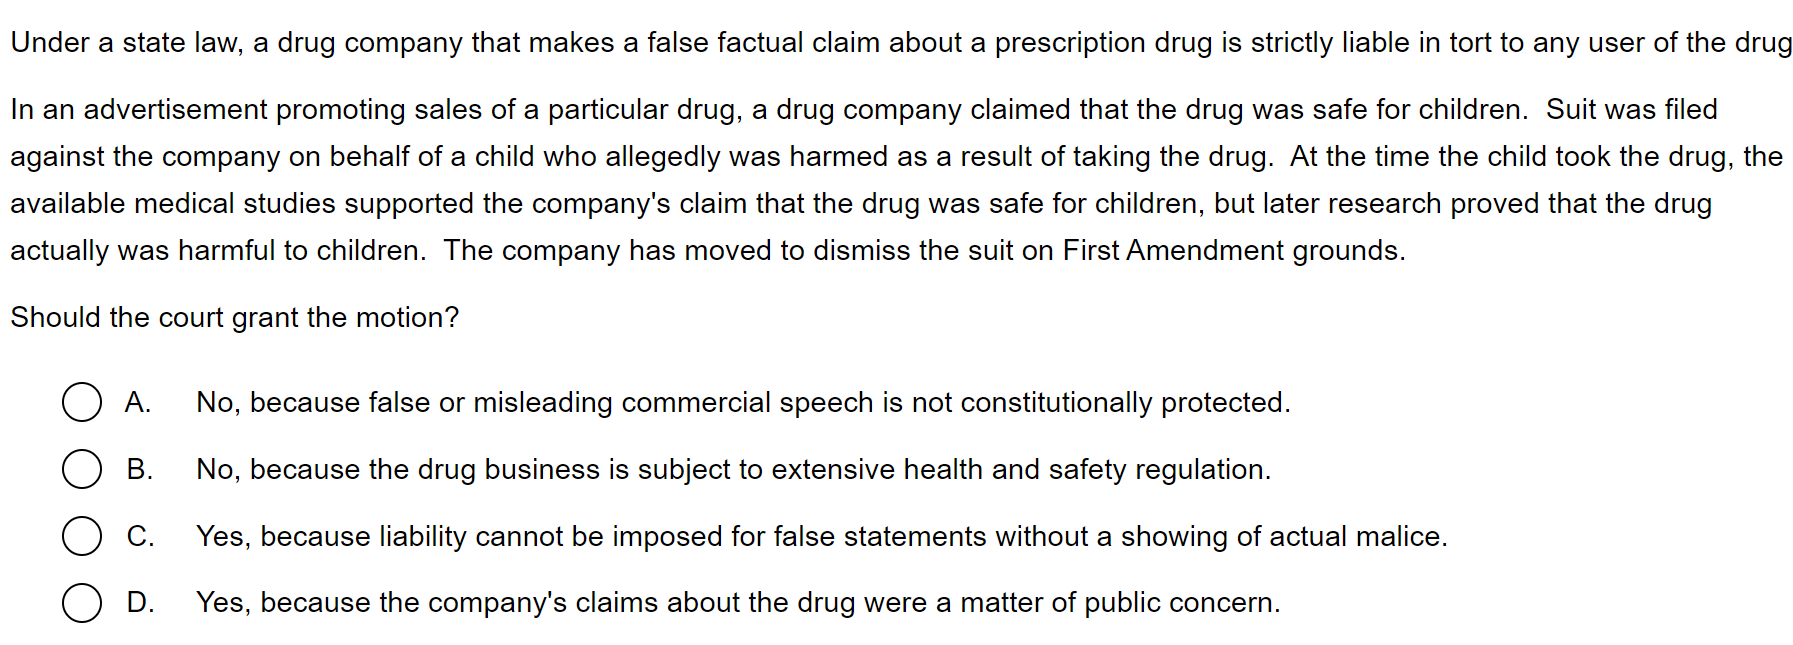 Under a state law, a drug company that makes a false factual claim about a prescription drug is strictly liable in tort to any user of the drug
In an advertisement promoting sales of a particular drug, a drug company claimed that the drug was safe for children.  Suit was filed
against the company on behalf of a child who allegedly was harmed as a result of taking the drug.  At the time the child took the drug, the
available medical studies supported the company's claim that the drug was safe for children, but later research proved that the drug
actually was harmful to children.  The company has moved to dismiss the suit on First Amendment grounds.
Should the court grant the motion?
A. No, because false or misleading commercial speech is not constitutionally protected.
B. No, because the drug business is subject to extensive health and safety regulation.
C. Yes, because liability cannot be imposed for false statements without a showing of actual malice.
D. Yes, because the company's claims about the drug were a matter of public concern.